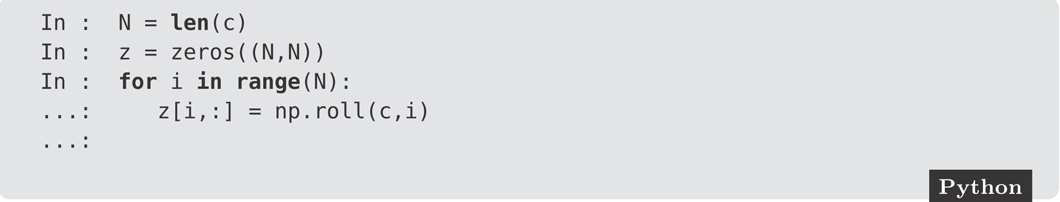 In :  N = len(c)
In :  z = zeros((N,N))
In :  for i in range(N):
...:     z[i,:] = np.roll(c,i)
...:
Python